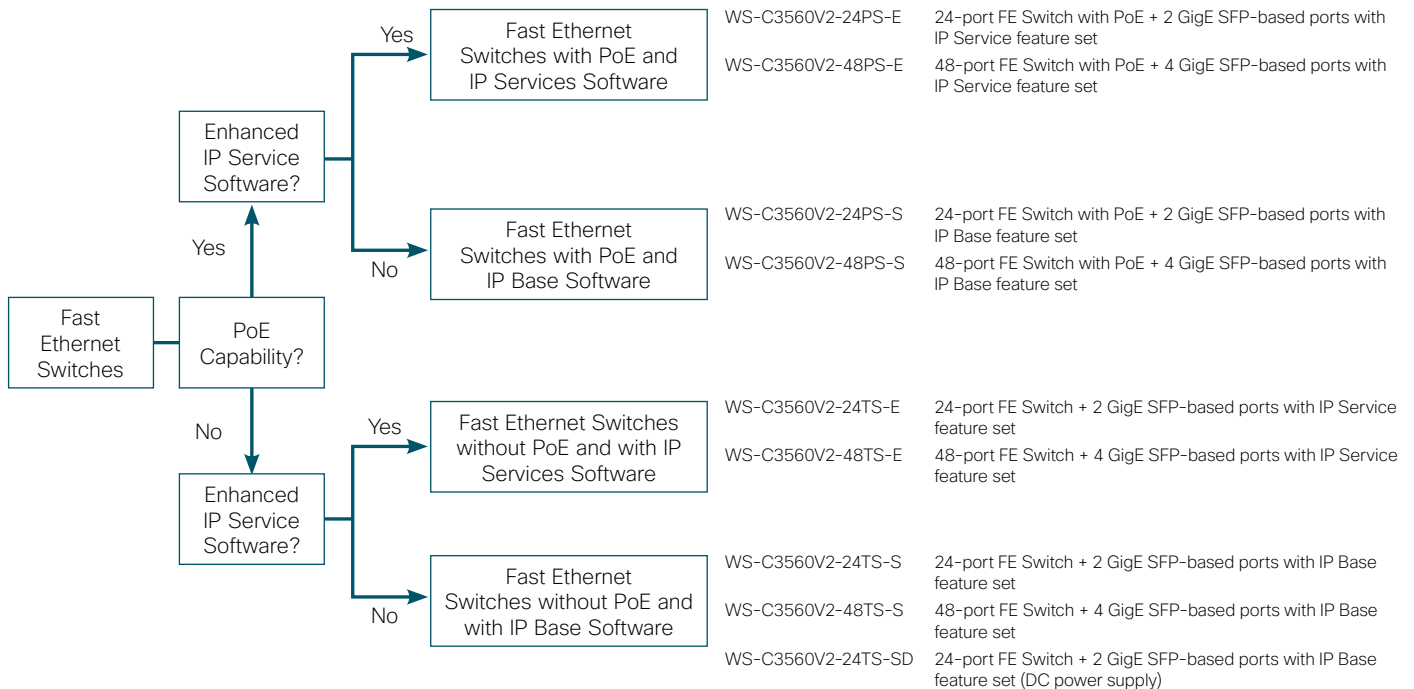 Fast
Ethernet
Switches
PoE
Capability?
Yes
No
Enhanced
IP Service
Software?
Yes
No
Fast Ethernet
Switches with PoE and
IP Services Software
WS-C3560V2-24PS-E 24-port FE Switch with PoE + 2 GigE SFP-based ports with
IP Service feature set
WS-C3560V2-48PS-E 48-port FE Switch with PoE + 4 GigE SFP-based ports with
IP Service feature set
Fast Ethernet
Switches with PoE and
IP Base Software
WS-C3560V2-24PS-S 24-port FE Switch with PoE + 2 GigE SFP-based ports with
IP Base feature set
WS-C3560V2-48PS-S 48-port FE Switch with PoE + 4 GigE SFP-based ports with
IP Base feature set
Enhanced
IP Service
Software?
Yes
No
Fast Ethernet Switches
without PoE and with IP
Services Software
WS-C3560V2-24TS-E 24-port FE Switch + 2 GigE SFP-based ports with IP Service
feature set
WS-C3560V2-48TS-E 48-port FE Switch + 4 GigE SFP-based ports with IP Service
feature set
Fast Ethernet
Switches without PoE and
with IP Base Software
WS-C3560V2-24TS-S 24-port FE Switch + 2 GigE SFP-based ports with IP Base
feature set
WS-C3560V2-48TS-S 48-port FE Switch + 4 GigE SFP-based ports with IP Base
feature set
WS-C3560V2-24TS-SD 24-port FE Switch + 2 GigE SFP-based ports with IP Base
feature set (DC power supply)